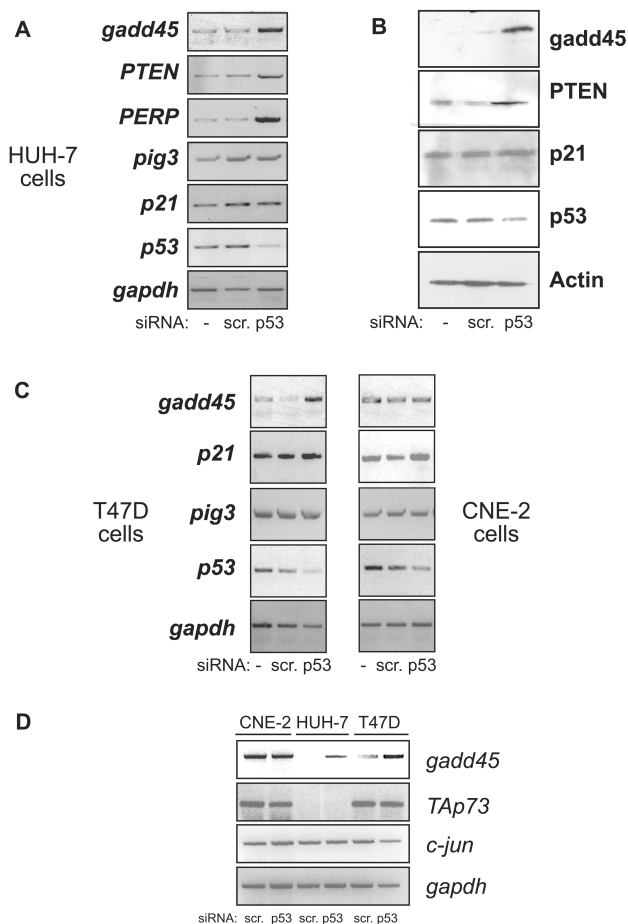 A
gadd45
PTEN
PERP
pig3
p21
p53
gapdh
HUH-7
cells
siRNA: - scr. p53
B
gadd45
PTEN
p21
p53
Actin
siRNA: - scr. p53
C
gadd45
p21
pig3
p53
gapdh
T47D
cells
CNE-2
cells
siRNA: - scr. p53 - scr. p53
D
CNE-2 HUH-7 T47D
gadd45
TAp73
c-jun
gapdh
siRNA: scr. p53 scr. p53 scr. p53